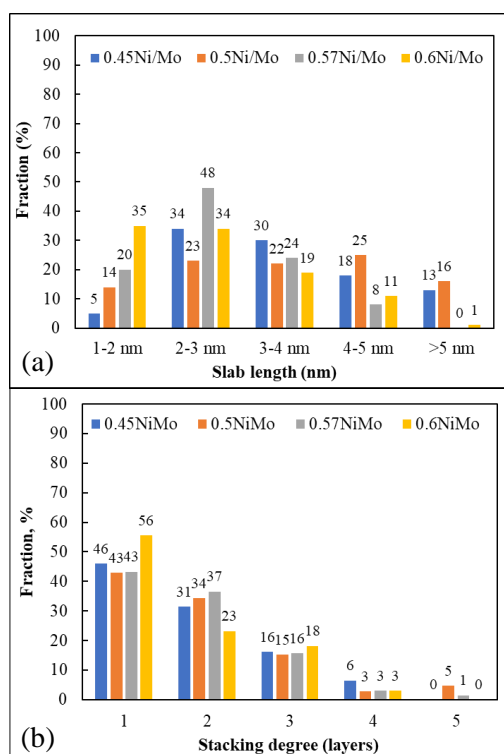 100
90
80
70
60
50
40
30
20
10
0
Fraction (%)
0.45Ni/Mo 0.5Ni/Mo 0.57Ni/Mo 0.6Ni/Mo
5 14 20 35
34 23 48 34
30 22 24 19
18 25 8 11
13 16 0 1
1-2 nm 2-3 nm 3-4 nm 4-5 nm >5 nm
Slab length (nm)
(a)
100
90
80
70
60
50
40
30
20
10
0
Fraction, %
0.45NiMo 0.5NiMo 0.57NiMo 0.6NiMo
46 43 43 56
31 34 37 23
16 15 16 18
6 3 3 3
0 5 1 0
1 2 3 4 5
Stacking degree (layers)
(b)